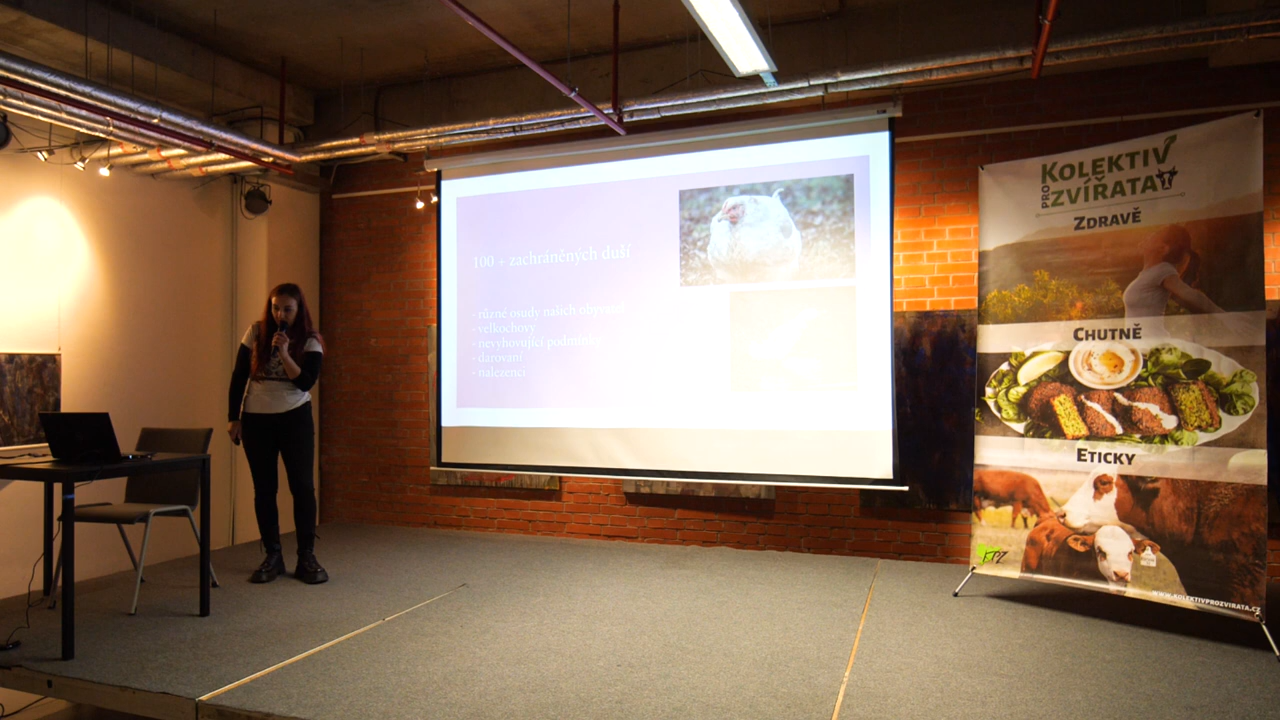 100 + zachráněných duší
- různé osudy našich obyvatel
- velkochovy
- nevyhovující podmínky
- darovaní
- nalezenci
KOLEKTIV
PRO ZVÍŘATA
ZDRAVĚ
CHUTNĚ
ETICKY
KPZ
WWW.KOLEKTIVPROZVIRATA.CZ